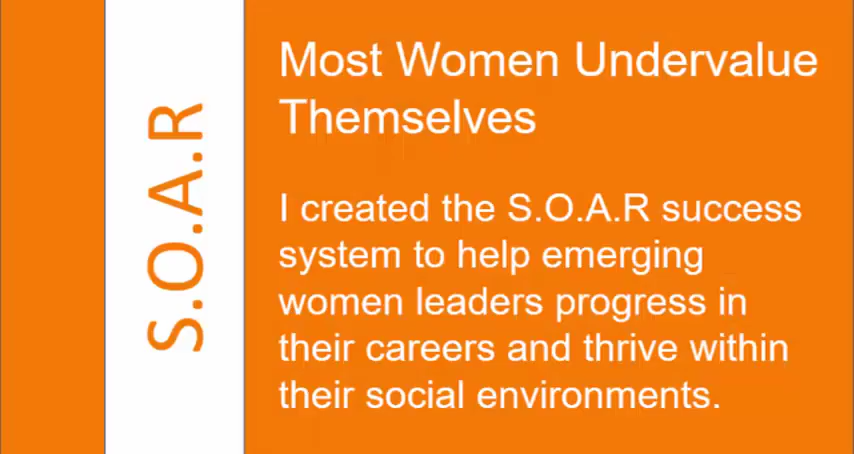 S.O.A.R
Most Women Undervalue
Themselves
I created the S.O.A.R success
system to help emerging
women leaders progress in
their careers and thrive within
their social environments.